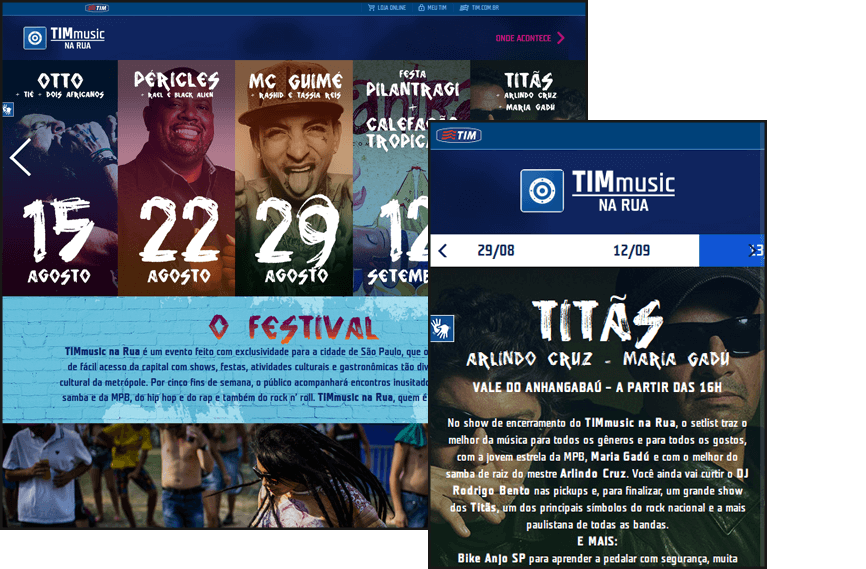 TIM
LOJA ONLINE
MEU TIM
TIM.COM.BR
TIMmusic
NA RUA
ONDE ACONTECE
OTTO
- TIÊ - DOIS AFRICANOS
15
AGOSTO
PÉRICLES
- RAEL E BLACK ALIEN
22
AGOSTO
MC GUIMÉ
- RASHID E TASSIA REIS
29
AGOSTO
FESTA
PILANTRAGI
+
CALEFAÇÃO
TROPICA
12
SETEMB
TITÃS
- ARLINDO CRUZ
- MARIA GADÚ
O FESTIVAL
TIMmusic na Rua é um evento feito com exclusividade para a cidade de São Paulo, que o
de fácil acesso da capital com shows, festas, atividades culturais e gastronômicas tão div
cultural da metrópole. Por cinco fins de semana, o público acompanhará encontros inusitado
samba e da MPB, do hip hop e do rap e também do rock n' roll. TIMmusic na Rua, quem é
TIM
TIMmusic
NA RUA
29/08
12/09
TITÃS
ARLINDO CRUZ - MARIA GADÚ
VALE DO ANHANGABAÚ - A PARTIR DAS 16H
No show de encerramento do TIMmusic na Rua, o setlist traz o
melhor da música para todos os gêneros e para todos os gostos,
com a jovem estrela da MPB, Maria Gadú e com o melhor do
samba de raiz do mestre Arlindo Cruz. Você ainda vai curtir o DJ
Rodrigo Bento nas pickups e, para finalizar, um grande show
dos Titãs, um dos principais símbolos do rock nacional e a mais
paulistana de todas as bandas.
E MAIS:
Bike Anjo SP para aprender a pedalar com segurança, muita